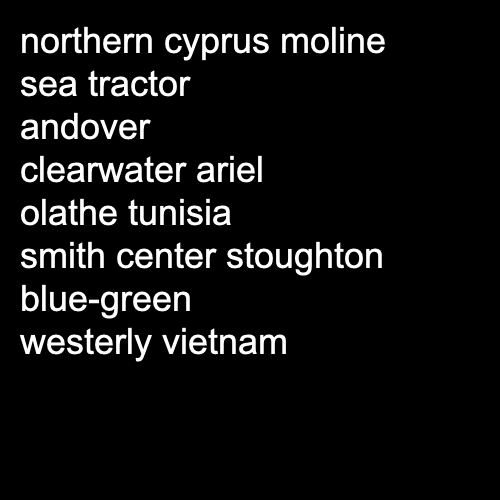 northern cyprus moline
sea tractor
andover
clearwater ariel
olathe tunisia
smith center stoughton
blue-green
westerly vietnam